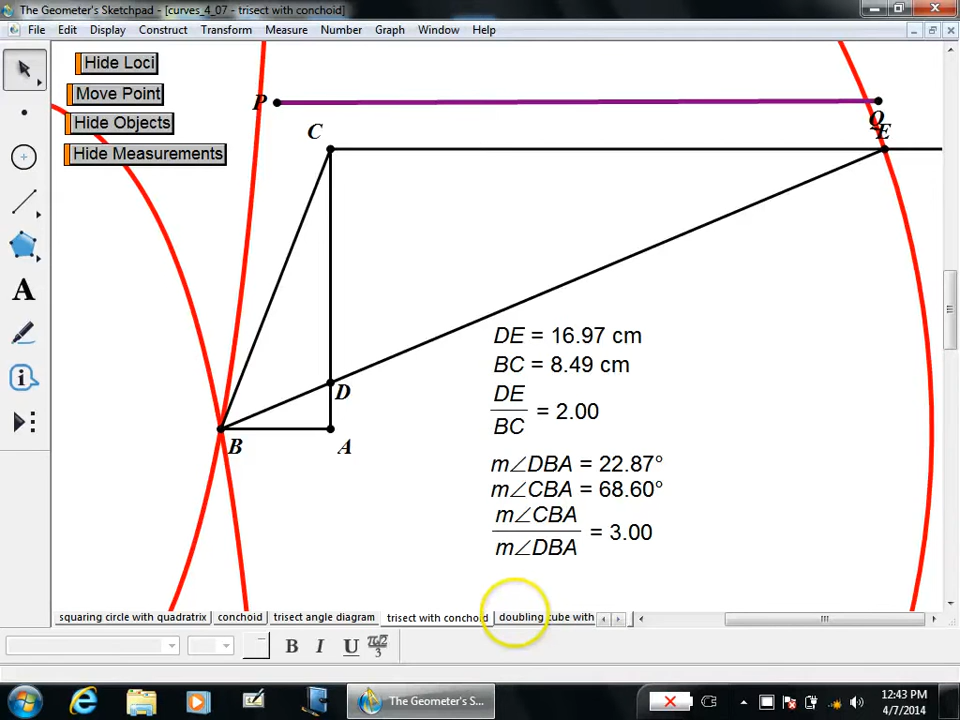 The Geometer's Sketchpad - [curves_4_07 - trisect with conchoid]
File Edit Display Construct Transform Measure Number Graph Window Help
Hide Loci
Move Point
Hide Objects
Hide Measurements
P
Q
C
E
D
B
A
DE = 16.97 cm
BC = 8.49 cm
DE
BC
= 2.00
m∠DBA = 22.87°
m∠CBA = 68.60°
m∠CBA
m∠DBA
= 3.00
A
squaring circle with quadratrix conchoid trisect angle diagram trisect with conchoid doubling cube with
B I U
The Geometer's S...
12:43 PM
4/7/2014